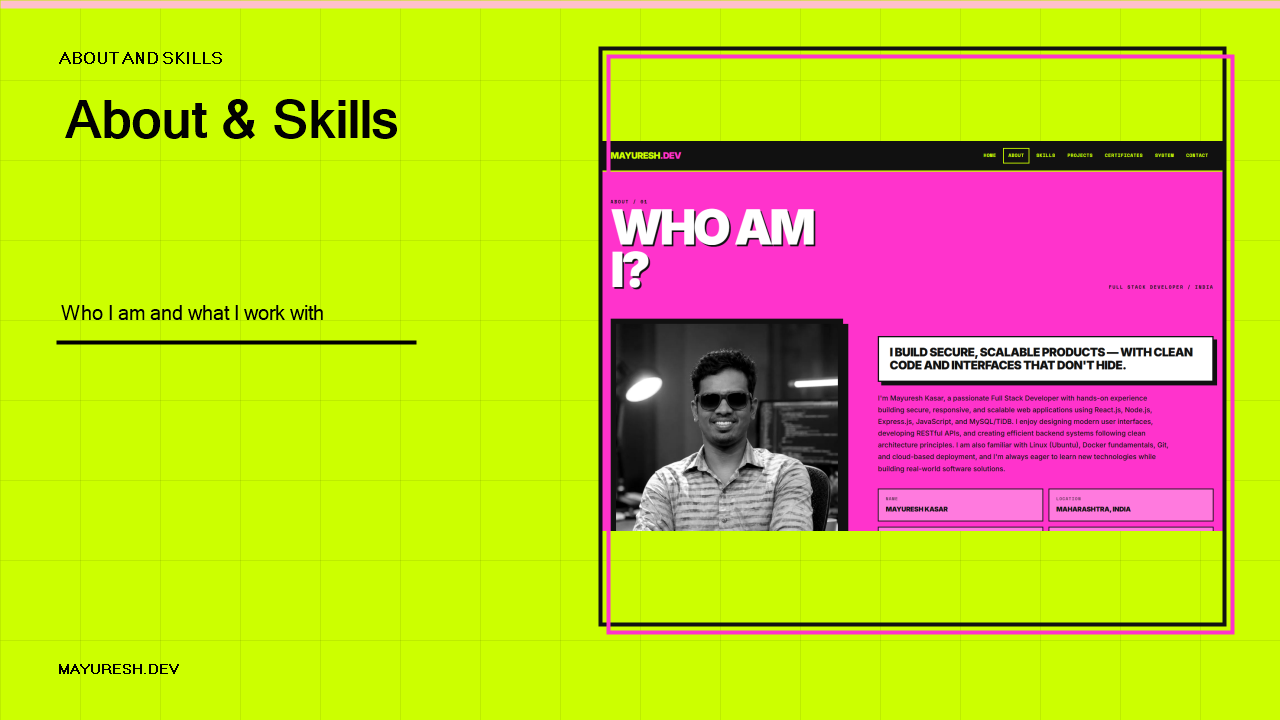 ABOUT AND SKILLS
About & Skills
Who I am and what I work with
MAYURESH.DEV
MAYURESH.DEV
HOME
ABOUT
SKILLS
PROJECTS
CERTIFICATES
SYSTEM
CONTACT
ABOUT / 01
WHO AM
I?
FULL STACK DEVELOPER / INDIA
I BUILD SECURE, SCALABLE PRODUCTS — WITH CLEAN
CODE AND INTERFACES THAT DON'T HIDE.
I'm Mayuresh Kasar, a passionate Full Stack Developer with hands-on experience
building secure, responsive, and scalable web applications using React.js, Node.js,
Express.js, JavaScript, and MySQL/TiDB. I enjoy designing modern user interfaces,
developing RESTful APIs, and creating efficient backend systems following clean
architecture principles. I am also familiar with Linux (Ubuntu), Docker fundamentals, Git,
and cloud-based deployment, and I'm always eager to learn new technologies while
building real-world software solutions.
NAME
MAYURESH KASAR
LOCATION
MAHARASHTRA, INDIA